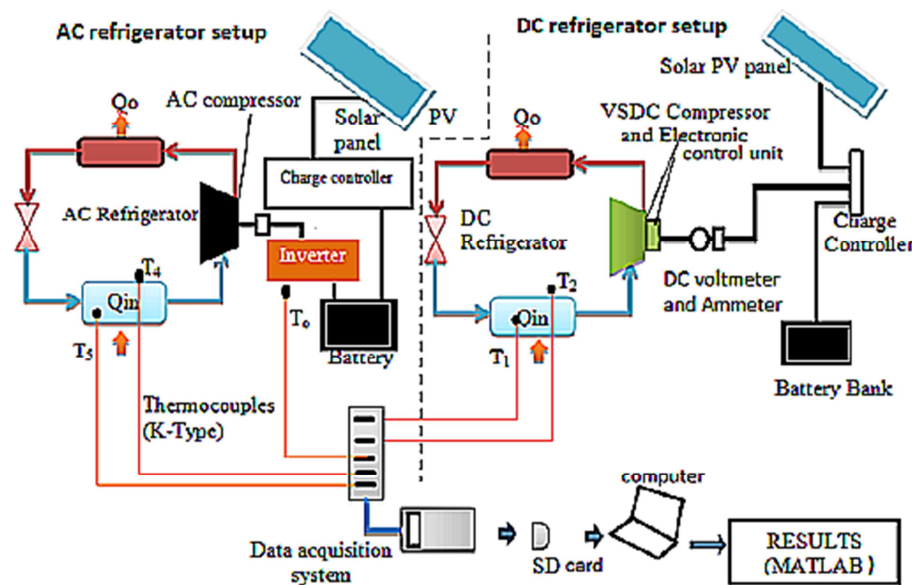 AC refrigerator setup
DC refrigerator setup
AC compressor
Qo
Solar
panel
PV
Charge controller
AC Refrigerator
Inverter
T4
Qin
T5
To
Battery
Thermocouples
(K-Type)
Solar PV panel
VSDC Compressor
and Electronic
control unit
Qo
DC
Refrigerator
Charge
Controller
DC voltmeter
and Ammeter
T2
Qin
T1
Battery Bank
Data acquisition
system
SD card
computer
RESULTS
(MATLAB)